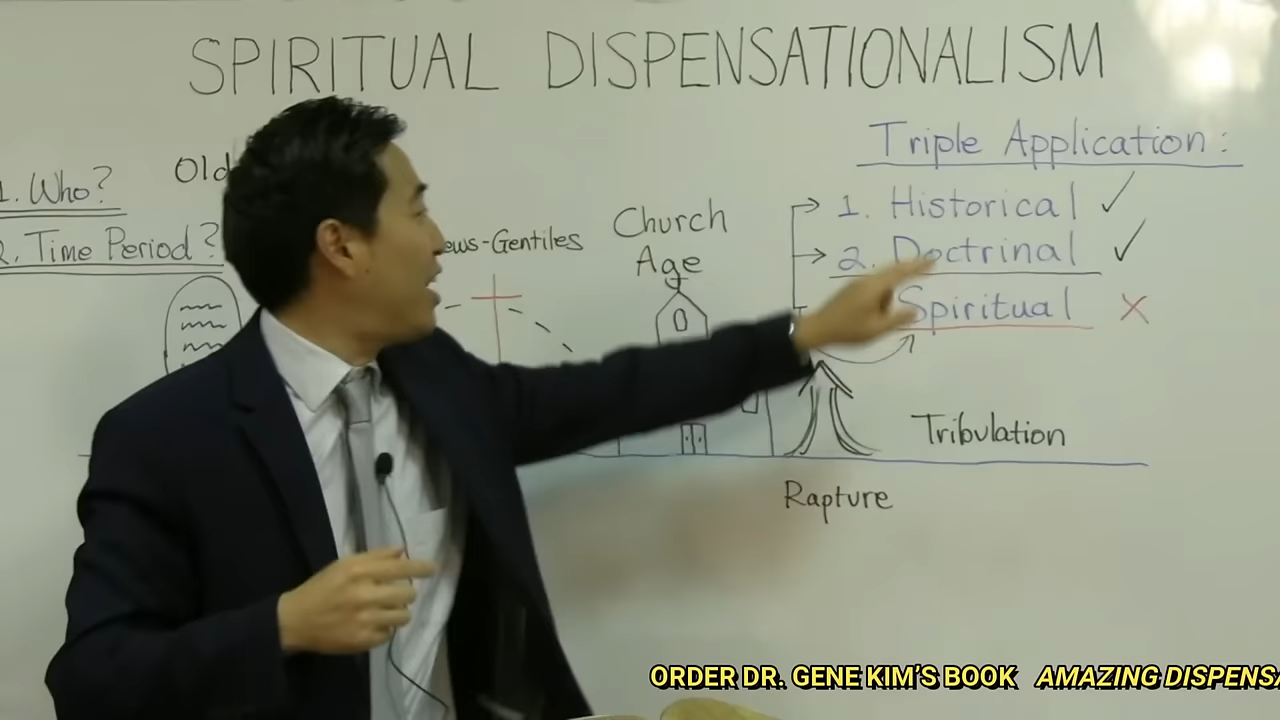 SPIRITUAL DISPENSATIONALISM
1. Who?
2. Time Period?
Old
ews-Gentiles
Church
Age
Triple Application:
1. Historical ✓
2. Doctrinal ✓
Spiritual X
Tribulation
Rapture
ORDER DR. GENE KIM'S BOOK AMAZING DISPENSA